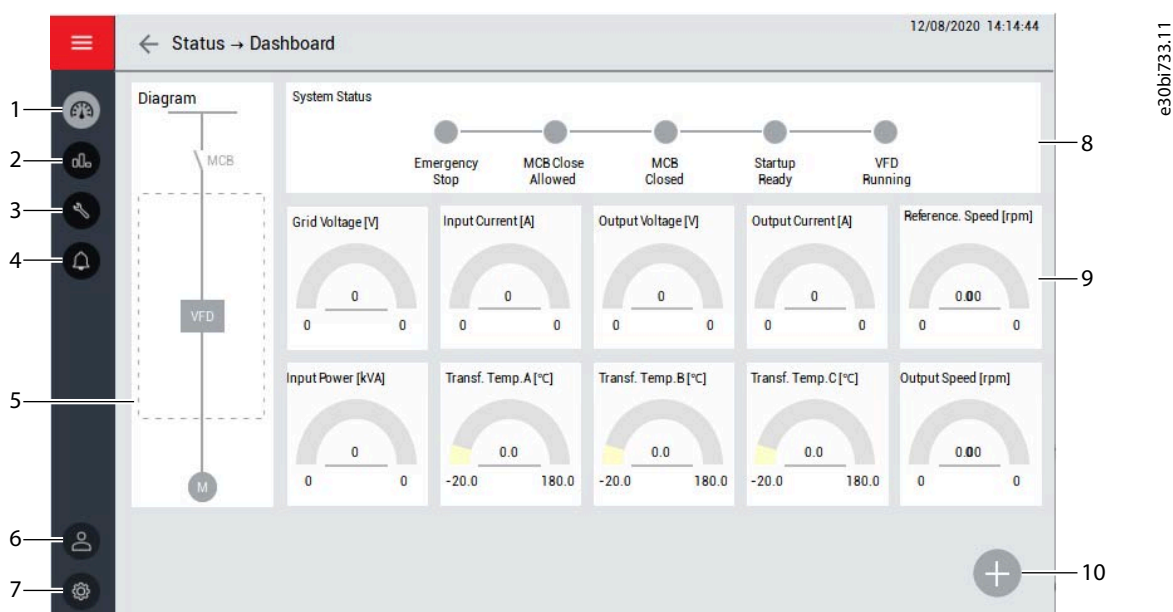 12/08/2020 14:14:44
e30bi733.11
← Status → Dashboard
1
2
3
4
5
6
7
Diagram
MCB
VFD
M
System Status
Emergency
Stop
MCB Close
Allowed
MCB
Closed
Startup
Ready
VFD
Running
8
Grid Voltage [V]
0
0 0
Input Current [A]
0
0 0
Output Voltage [V]
0
0 0
Output Current [A]
0
0 0
Reference. Speed [rpm]
0.00
0 0
9
Input Power [kVA]
0
0 0
Transf. Temp.A [°C]
0.0
-20.0 180.0
Transf. Temp.B [°C]
0.0
-20.0 180.0
Transf. Temp.C [°C]
0.0
-20.0 180.0
Output Speed [rpm]
0.00
0 0
10